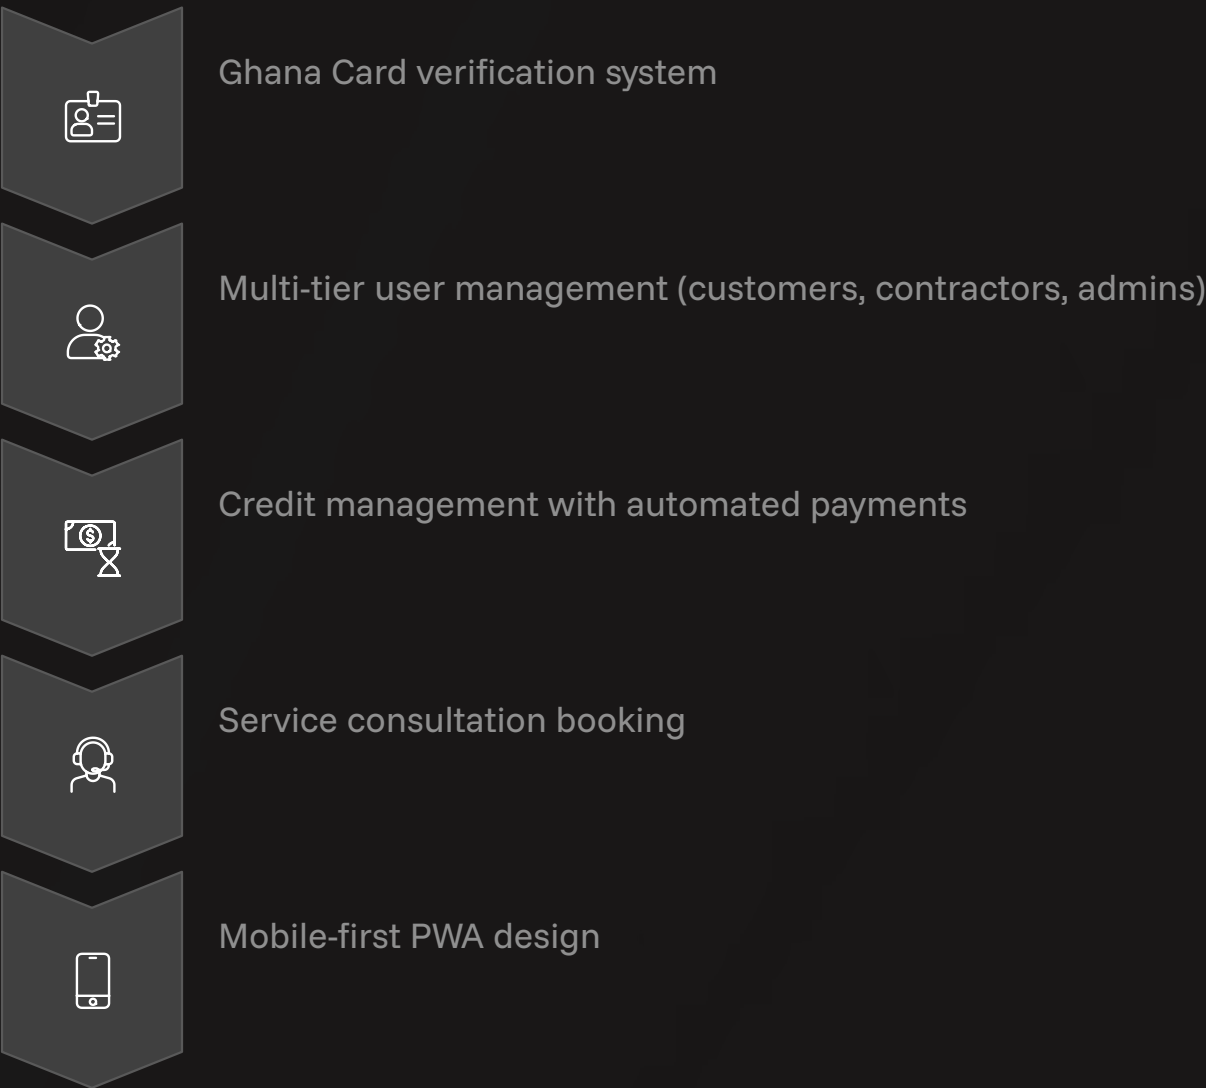 Ghana Card verification system
Multi-tier user management (customers, contractors, admins)
Credit management with automated payments
Service consultation booking
Mobile-first PWA design